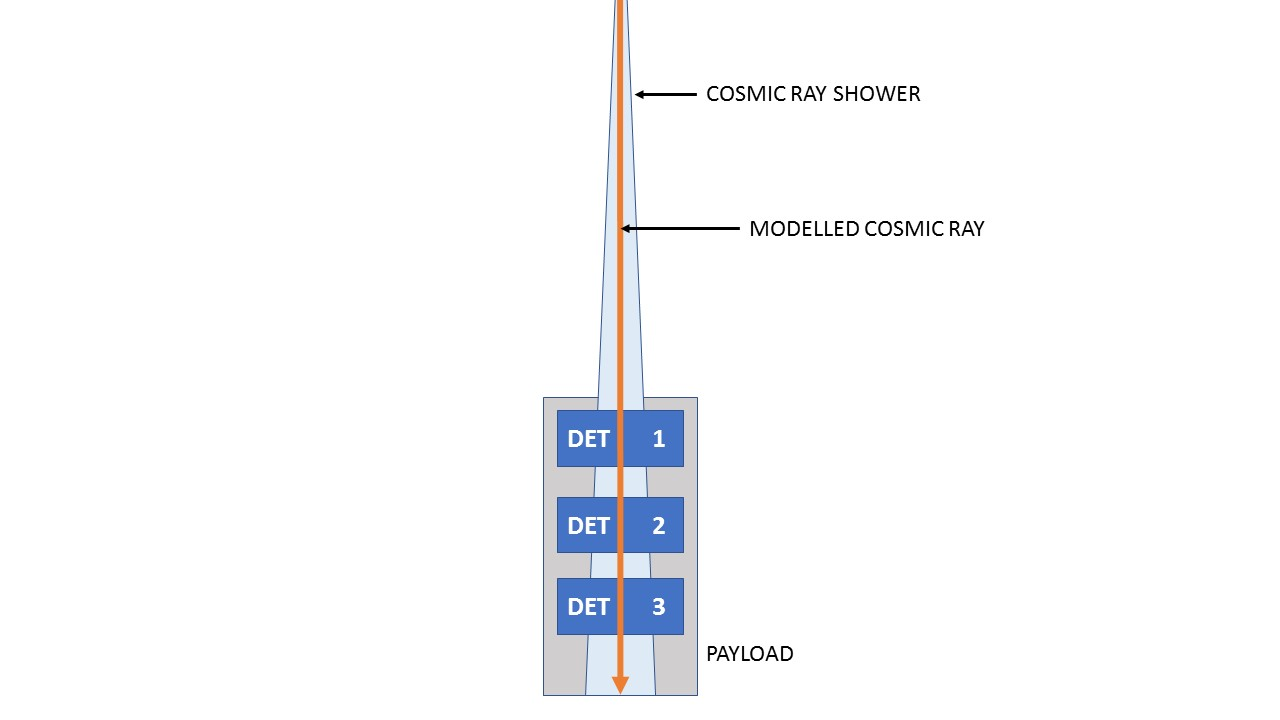 COSMIC RAY SHOWER
MODELLED COSMIC RAY
DET 1
DET 2
DET 3
PAYLOAD